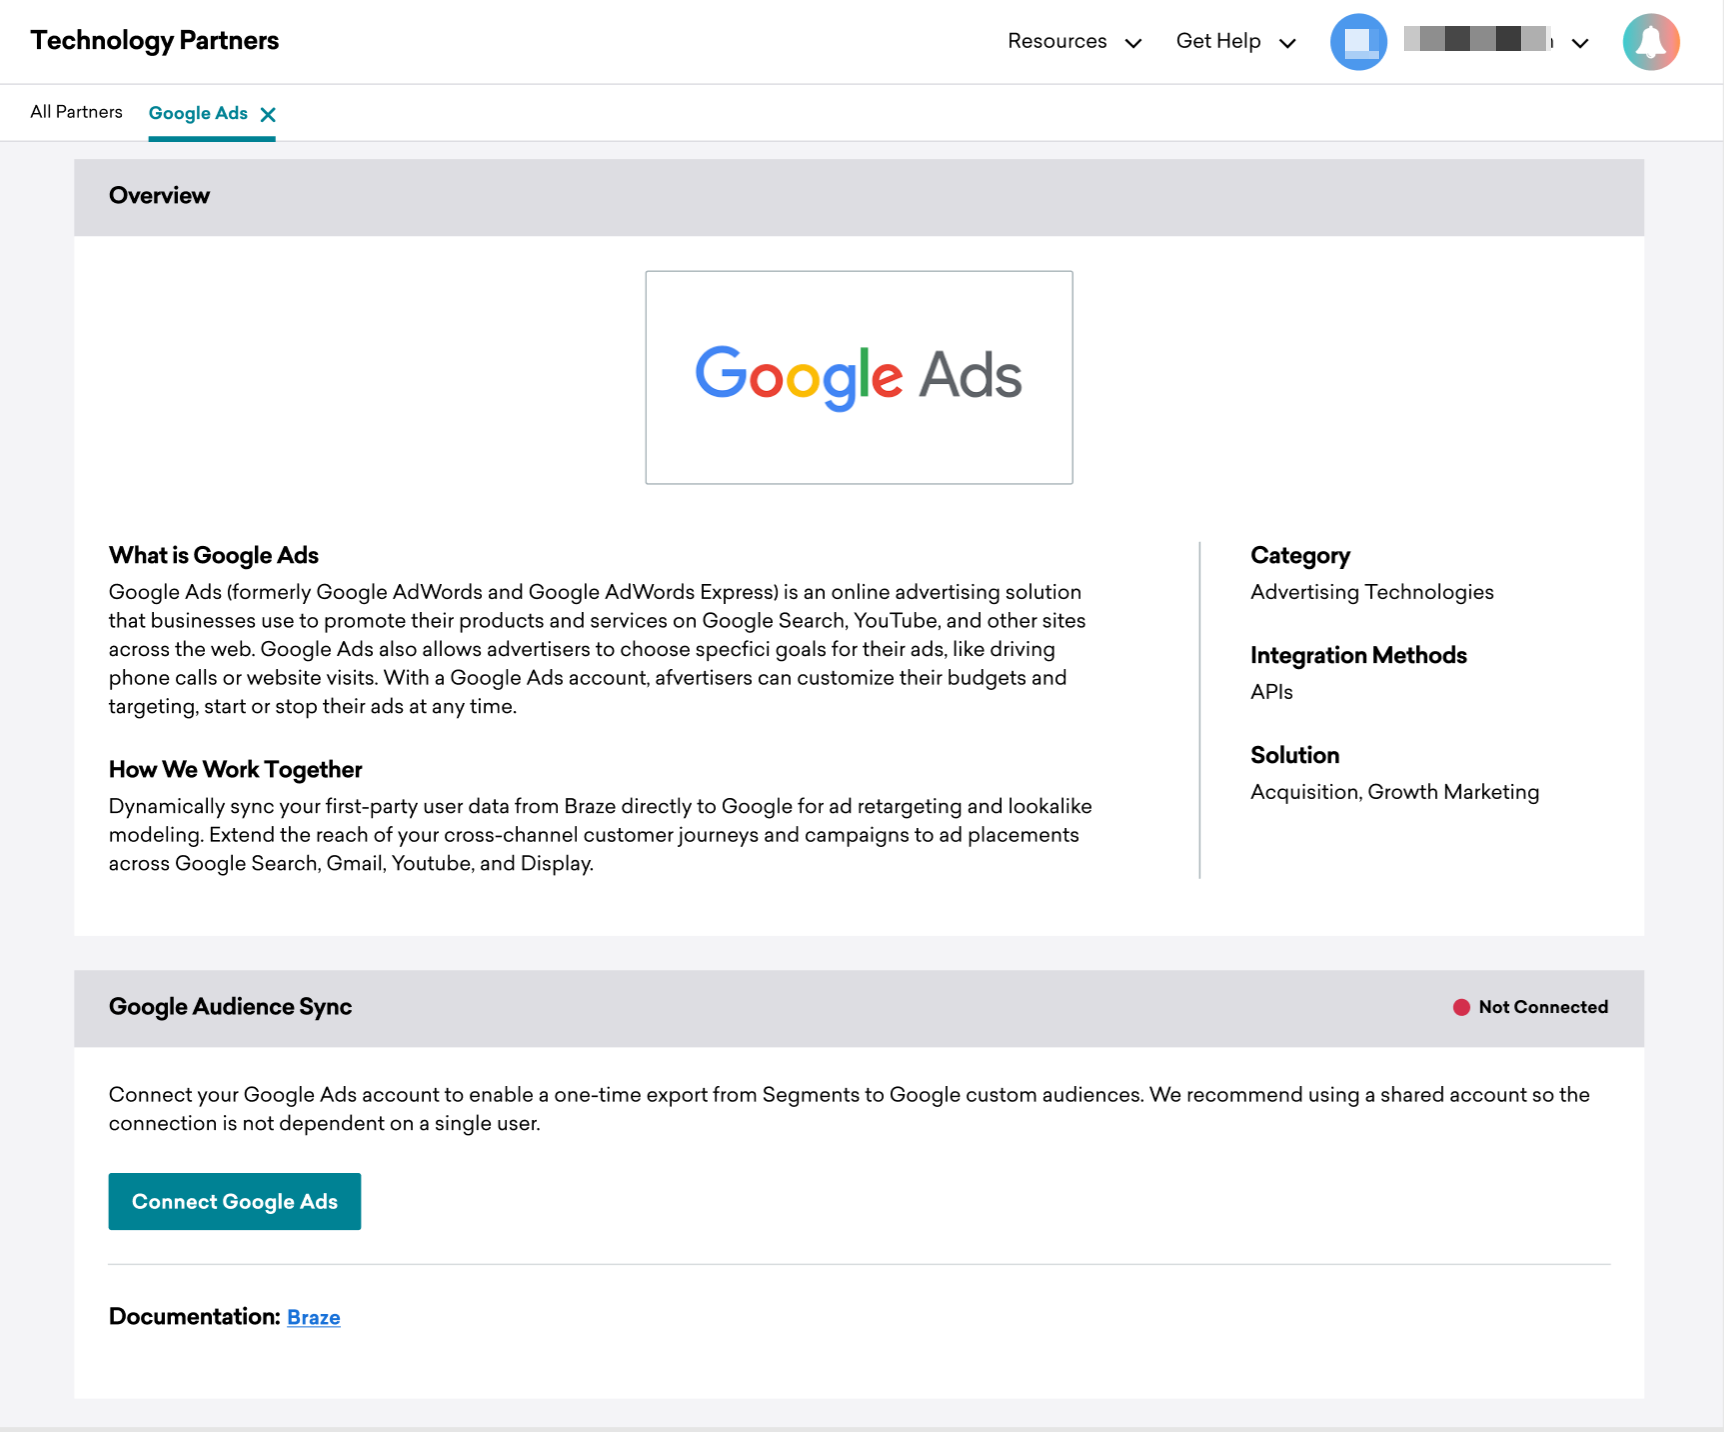 Technology Partners
Resources
Get Help
All Partners
Google Ads
Overview
Google Ads
What is Google Ads
Google Ads (formerly Google AdWords and Google AdWords Express) is an online advertising solution
that businesses use to promote their products and services on Google Search, YouTube, and other sites
across the web. Google Ads also allows advertisers to choose specfici goals for their ads, like driving
phone calls or website visits. With a Google Ads account, afvertisers can customize their budgets and
targeting, start or stop their ads at any time.
How We Work Together
Dynamically sync your first-party user data from Braze directly to Google for ad retargeting and lookalike
modeling. Extend the reach of your cross-channel customer journeys and campaigns to ad placements
across Google Search, Gmail, Youtube, and Display.
Category
Advertising Technologies
Integration Methods
APIs
Solution
Acquisition, Growth Marketing
Google Audience Sync
Not Connected
Connect your Google Ads account to enable a one-time export from Segments to Google custom audiences. We recommend using a shared account so the
connection is not dependent on a single user.
Connect Google Ads
Documentation: Braze